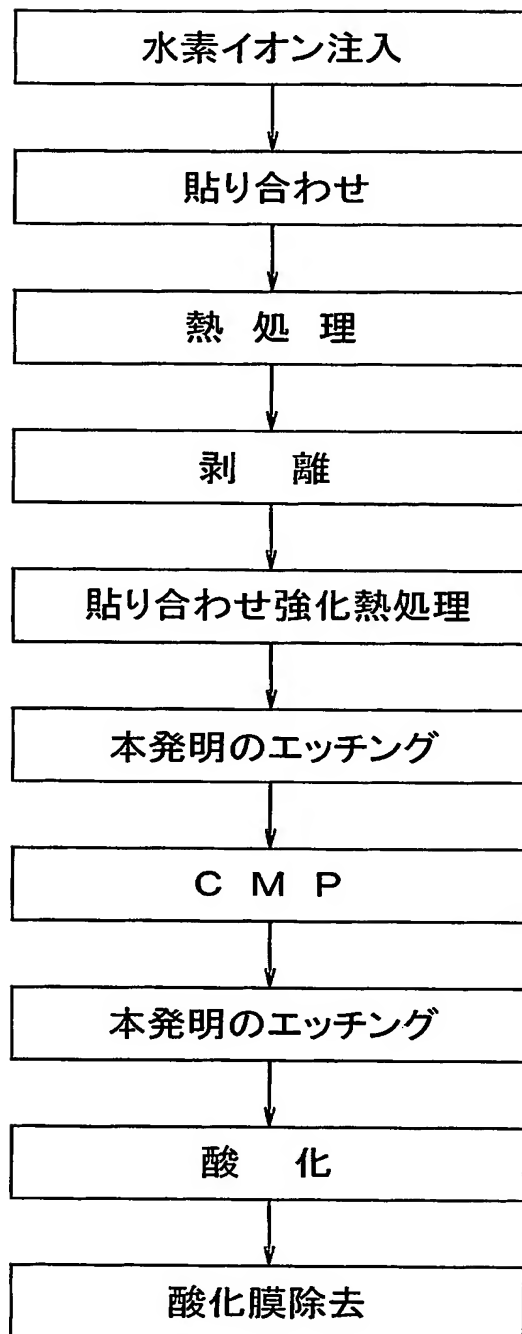 水素イオン注入
貼り合わせ
熱 処 理
剥 離
貼り合わせ強化熱処理
本発明のエッチング
C M P
本発明のエッチング
酸 化
酸化膜除去